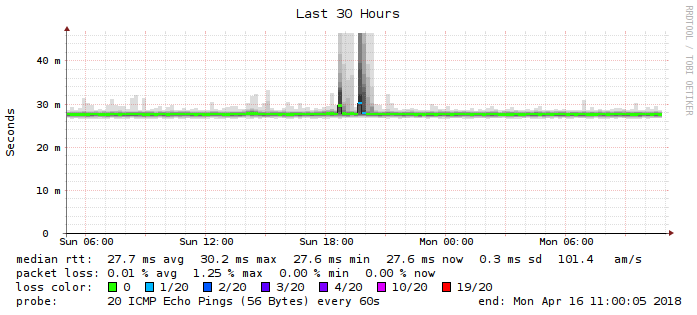 Last 30 Hours
RRDTOOL / TOBI OETIKER
Seconds
40 m
30 m
20 m
10 m
0
Sun 06:00 Sun 12:00 Sun 18:00 Mon 00:00 Mon 06:00
median rtt: 27.7 ms avg 30.2 ms max 27.6 ms min 27.6 ms now 0.3 ms sd 101.4 am/s
packet loss: 0.01 % avg 1.25 % max 0.00 % min 0.00 % now
loss color: 0 1/20 2/20 3/20 4/20 10/20 19/20
probe: 20 ICMP Echo Pings (56 Bytes) every 60s end: Mon Apr 16 11:00:05 2018